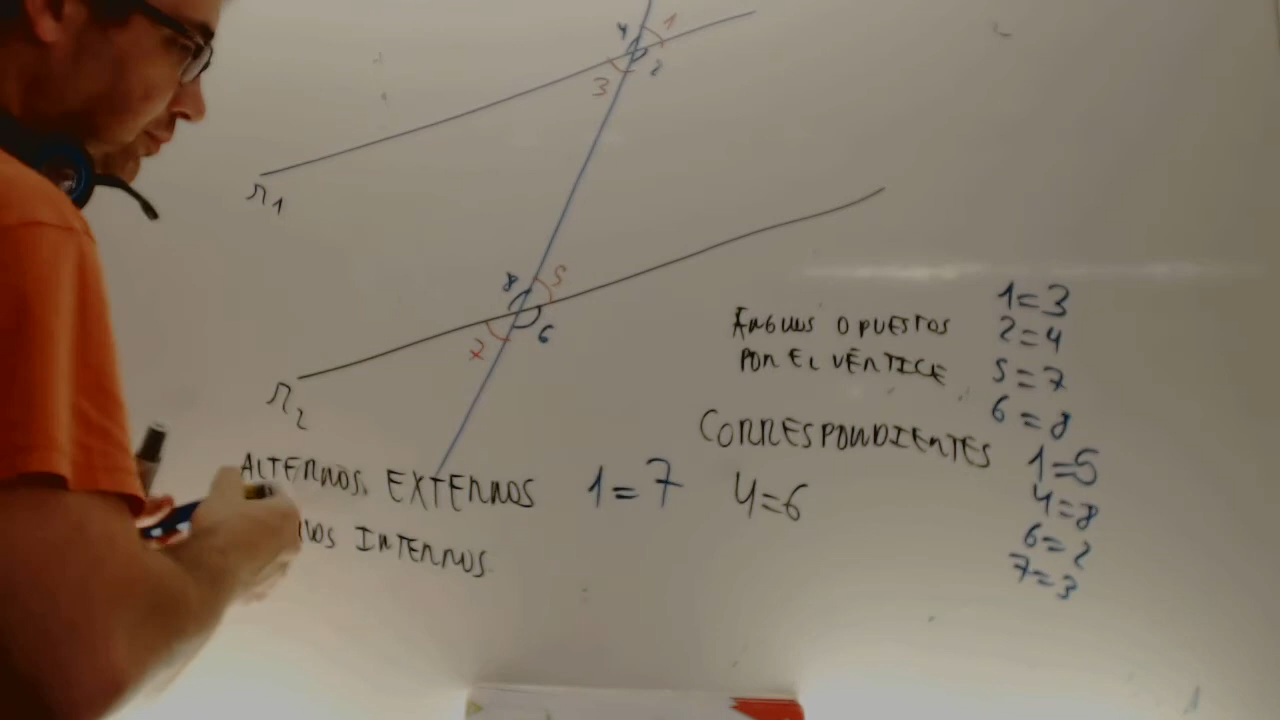 4 1
3 2
r1
8 5
7 6
r2
ÁNGULOS OPUESTOS
POR EL VÉRTICE
1=3
2=4
5=7
6=8
CORRESPONDIENTES
1=5
4=8
6=2
7=3
ALTERNOS EXTERNOS 1=7 4=6
INTERNOS